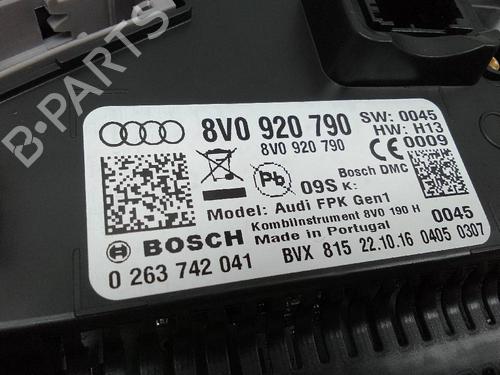 8V0 920 790
SW: 0045
8V0 920 790
HW: H13
CE 0009
Pb
09S K:
Bosch DMC
Model: Audi FPK Gen1
Kombiinstrument 8V0 190 H
0045
BOSCH
Made in Portugal
0 263 742 041
BVX 815 22.10.16 0405 0307
B-PARTS